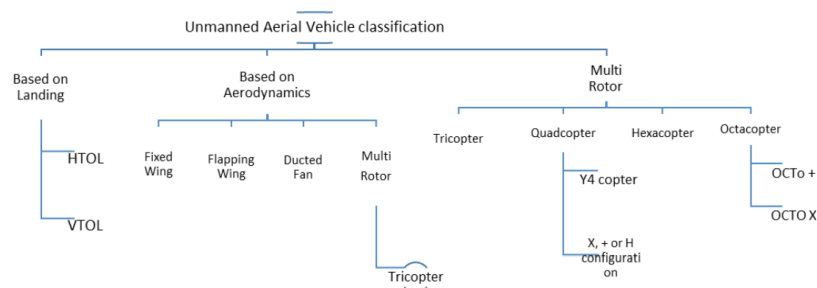 Unmanned Aerial Vehicle classification
Based on
Landing
HTOL
VTOL
Based on
Aerodynamics
Fixed
Wing
Flapping
Wing
Ducted
Fan
Multi
Rotor
Tricopter
Multi
Rotor
Tricopter
Quadcopter
Y4 copter
X, + or H
configurati
on
Hexacopter
Octacopter
OCTo +
OCTO X